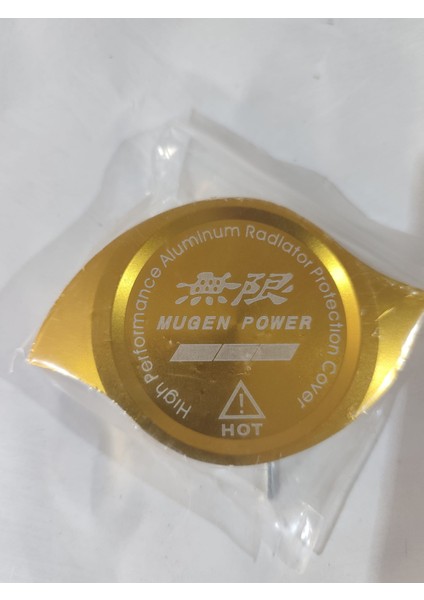 High Performance Aluminum Radiator Protection Cover
無限
MUGEN POWER
HOT